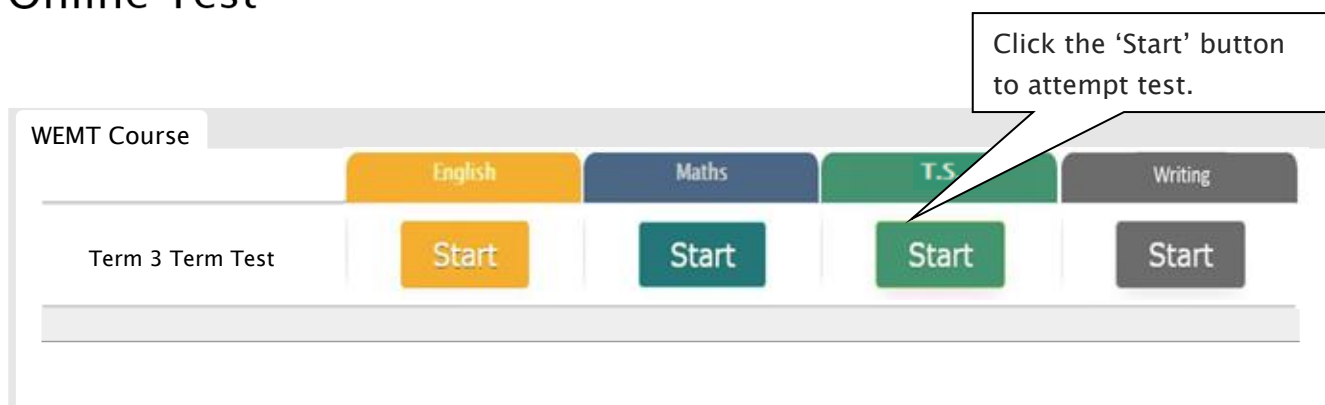 Online Test
Click the ‘Start’ button
to attempt test.
WEMT Course
English Maths T.S. Writing
Term 3 Term Test Start Start Start Start